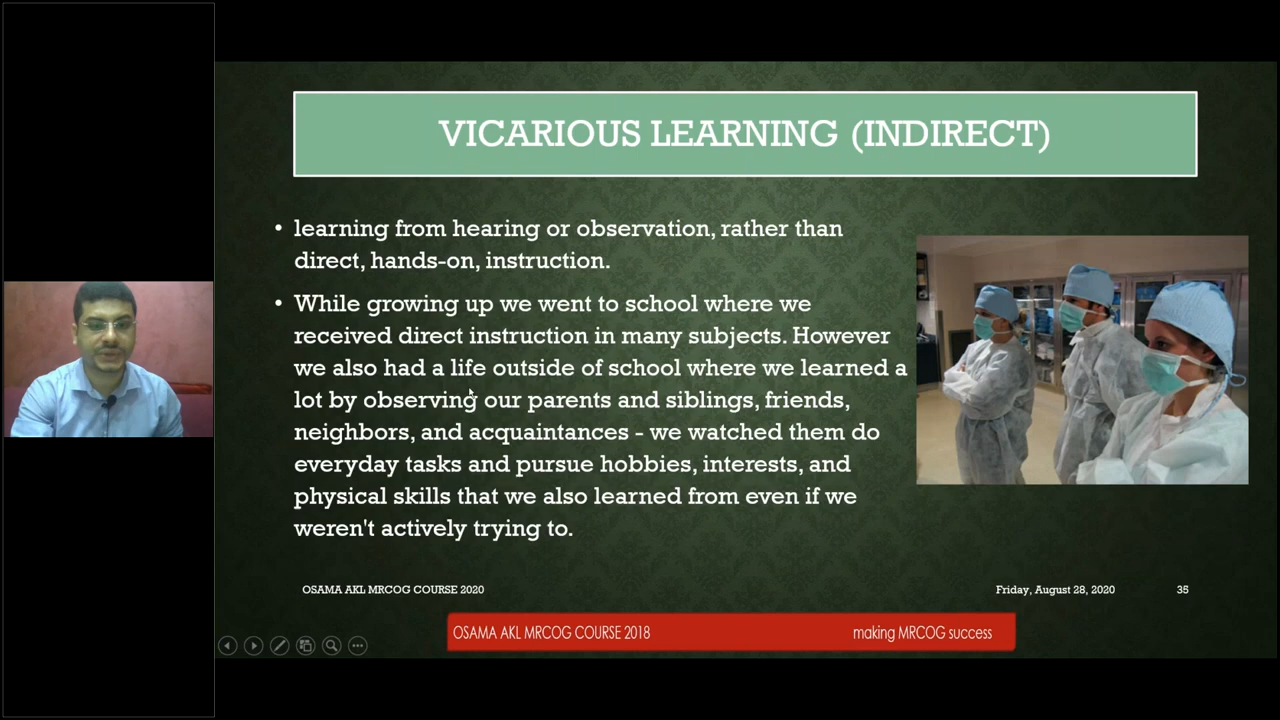 VICARIOUS LEARNING (INDIRECT)
• learning from hearing or observation, rather than
direct, hands-on, instruction.
• While growing up we went to school where we
received direct instruction in many subjects. However
we also had a life outside of school where we learned a
lot by observing our parents and siblings, friends,
neighbors, and acquaintances - we watched them do
everyday tasks and pursue hobbies, interests, and
physical skills that we also learned from even if we
weren't actively trying to.
OSAMA AKL MRCOG COURSE 2020 Friday, August 28, 2020 35
OSAMA AKL MRCOG COURSE 2018 making MRCOG success